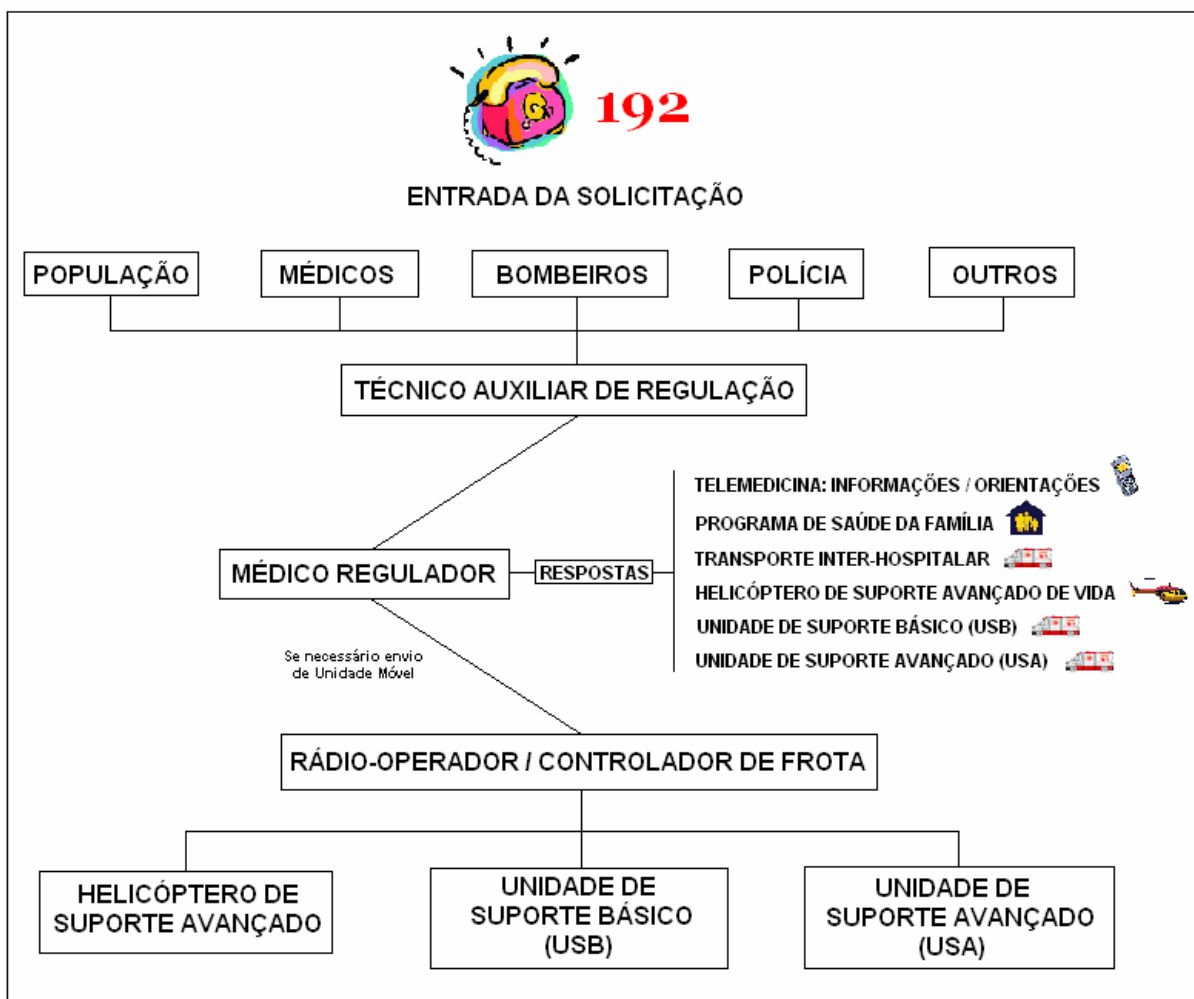 192
ENTRADA DA SOLICITAÇÃO
POPULAÇÃO
MÉDICOS
BOMBEIROS
POLÍCIA
OUTROS
TÉCNICO AUXILIAR DE REGULAÇÃO
MÉDICO REGULADOR
RESPOSTAS
TELEMEDICINA: INFORMAÇÕES / ORIENTAÇÕES
PROGRAMA DE SAÚDE DA FAMÍLIA
TRANSPORTE INTER-HOSPITALAR
HELICÓPTERO DE SUPORTE AVANÇADO DE VIDA
UNIDADE DE SUPORTE BÁSICO (USB)
UNIDADE DE SUPORTE AVANÇADO (USA)
Se necessário envio
de Unidade Móvel
RÁDIO-OPERADOR / CONTROLADOR DE FROTA
HELICÓPTERO DE
SUPORTE AVANÇADO
UNIDADE DE
SUPORTE BÁSICO
(USB)
UNIDADE DE
SUPORTE AVANÇADO
(USA)